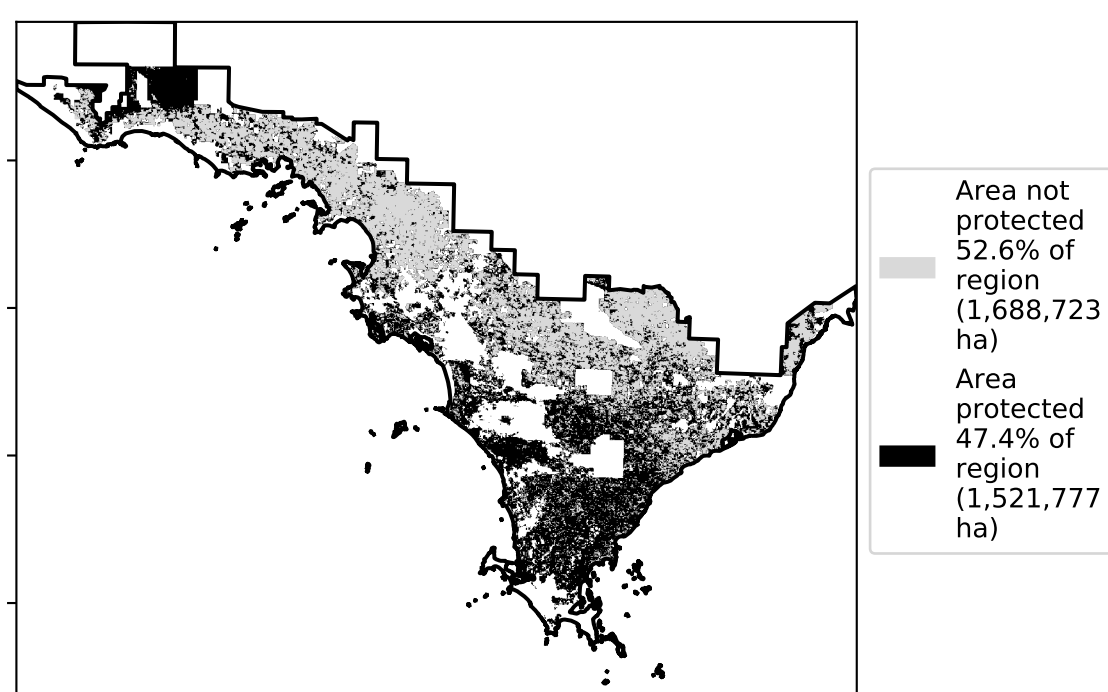 Area not
protected
52.6% of
region
(1,688,723
ha)
Area
protected
47.4% of
region
(1,521,777
ha)